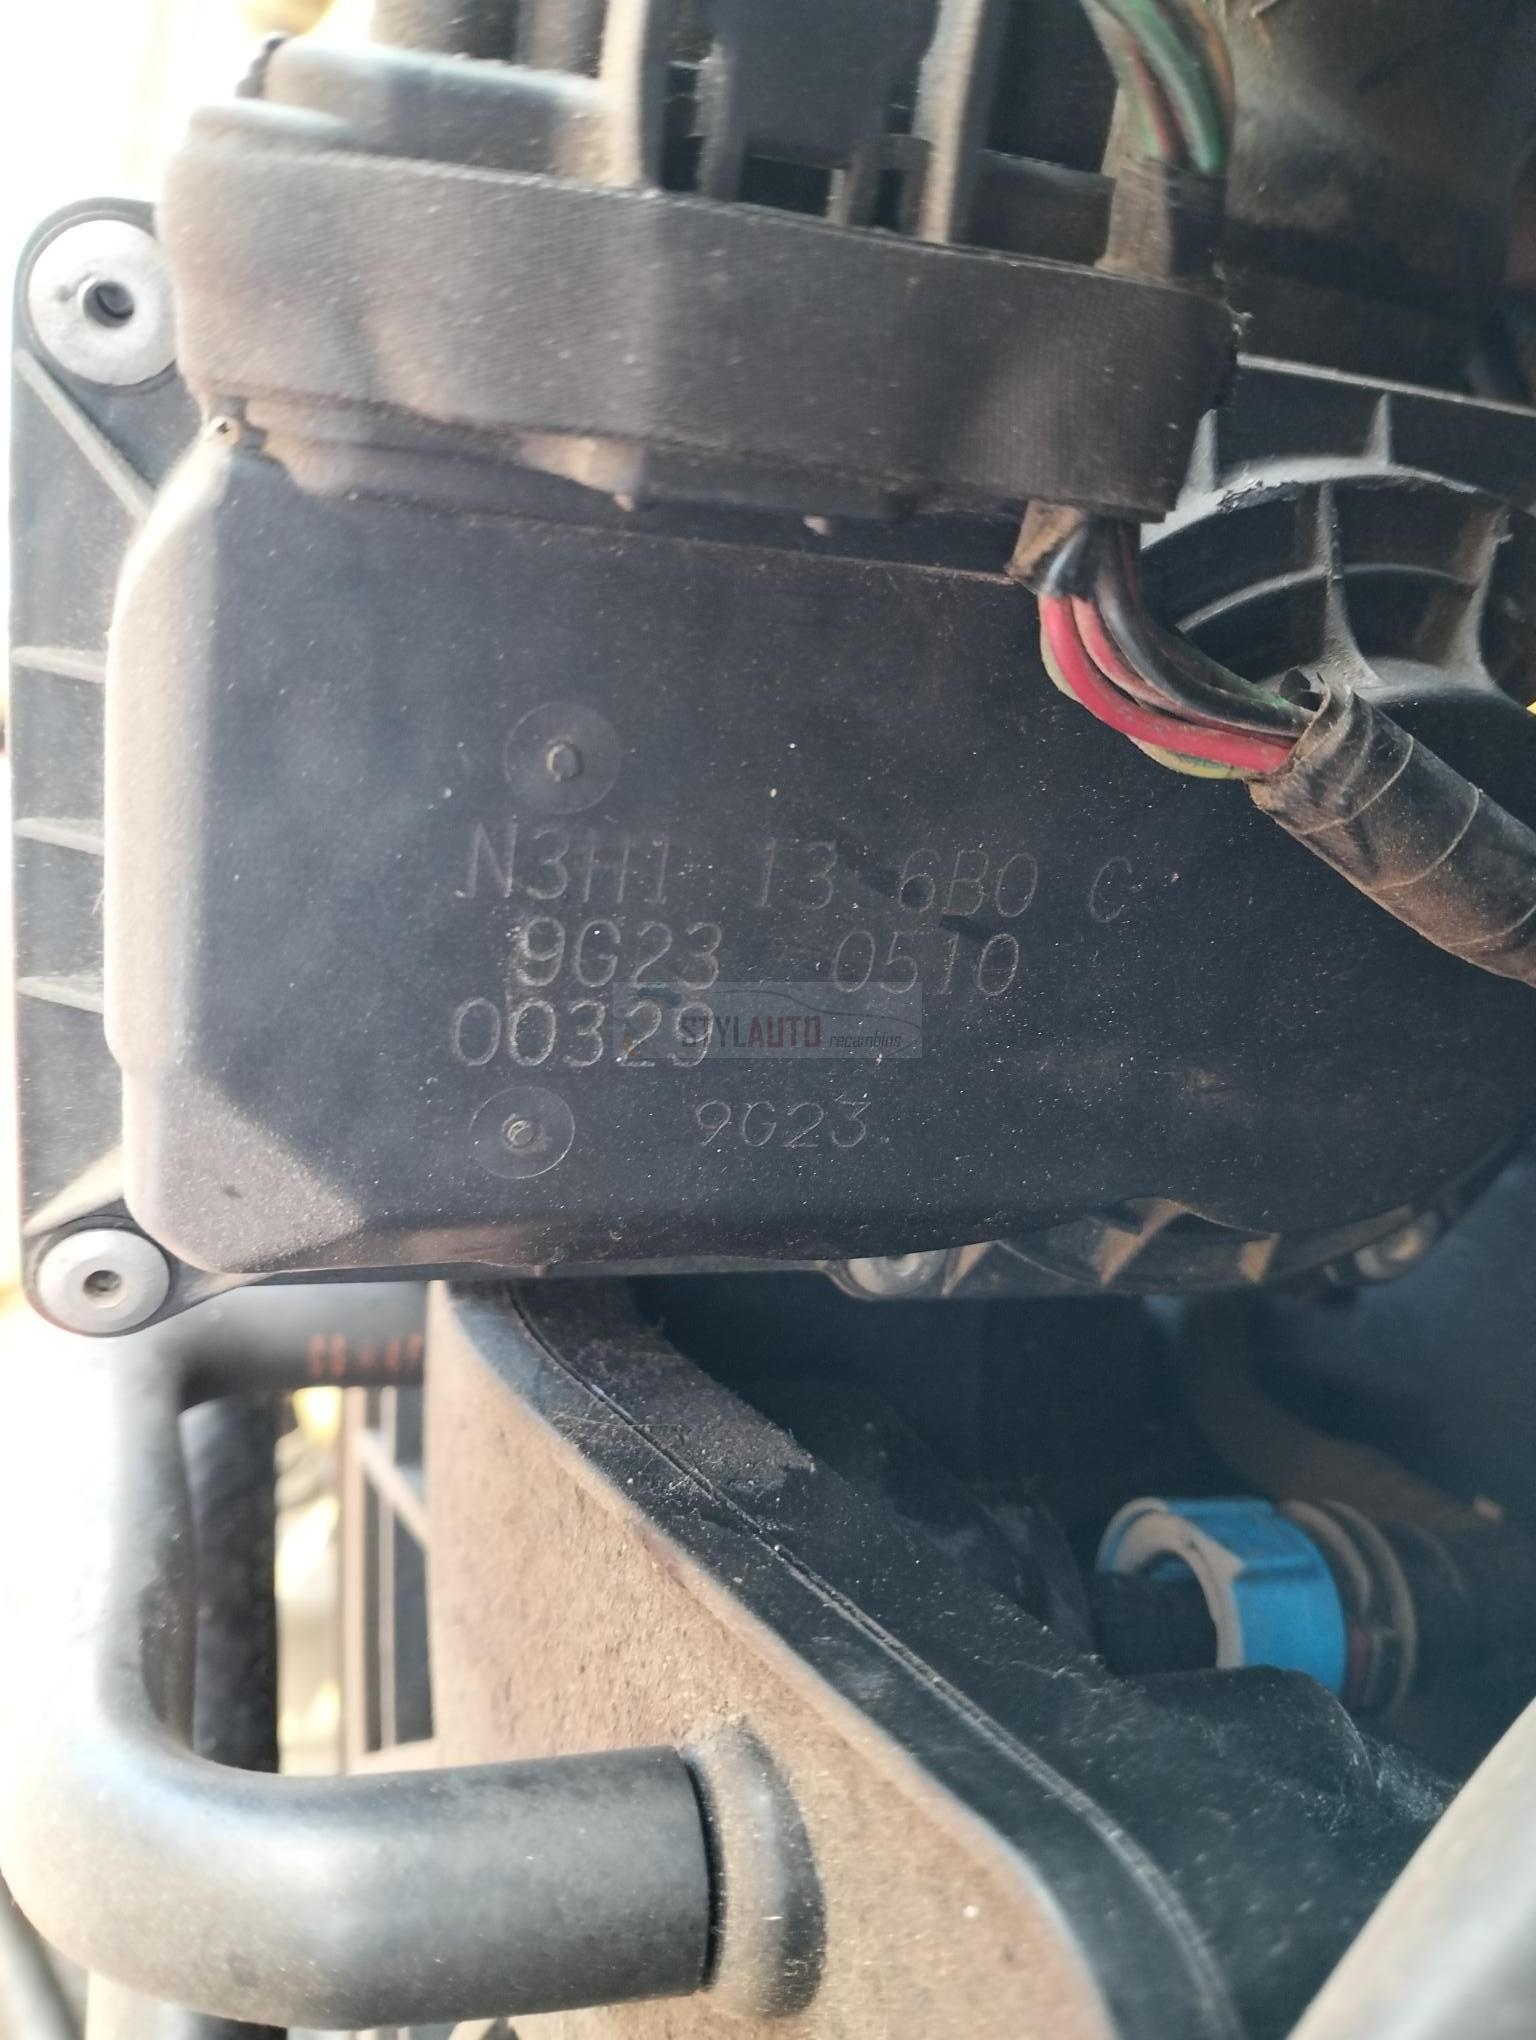 N3H1 13 6B0 C
9G23 0510
00329
STYLAUTO recambios
9G23